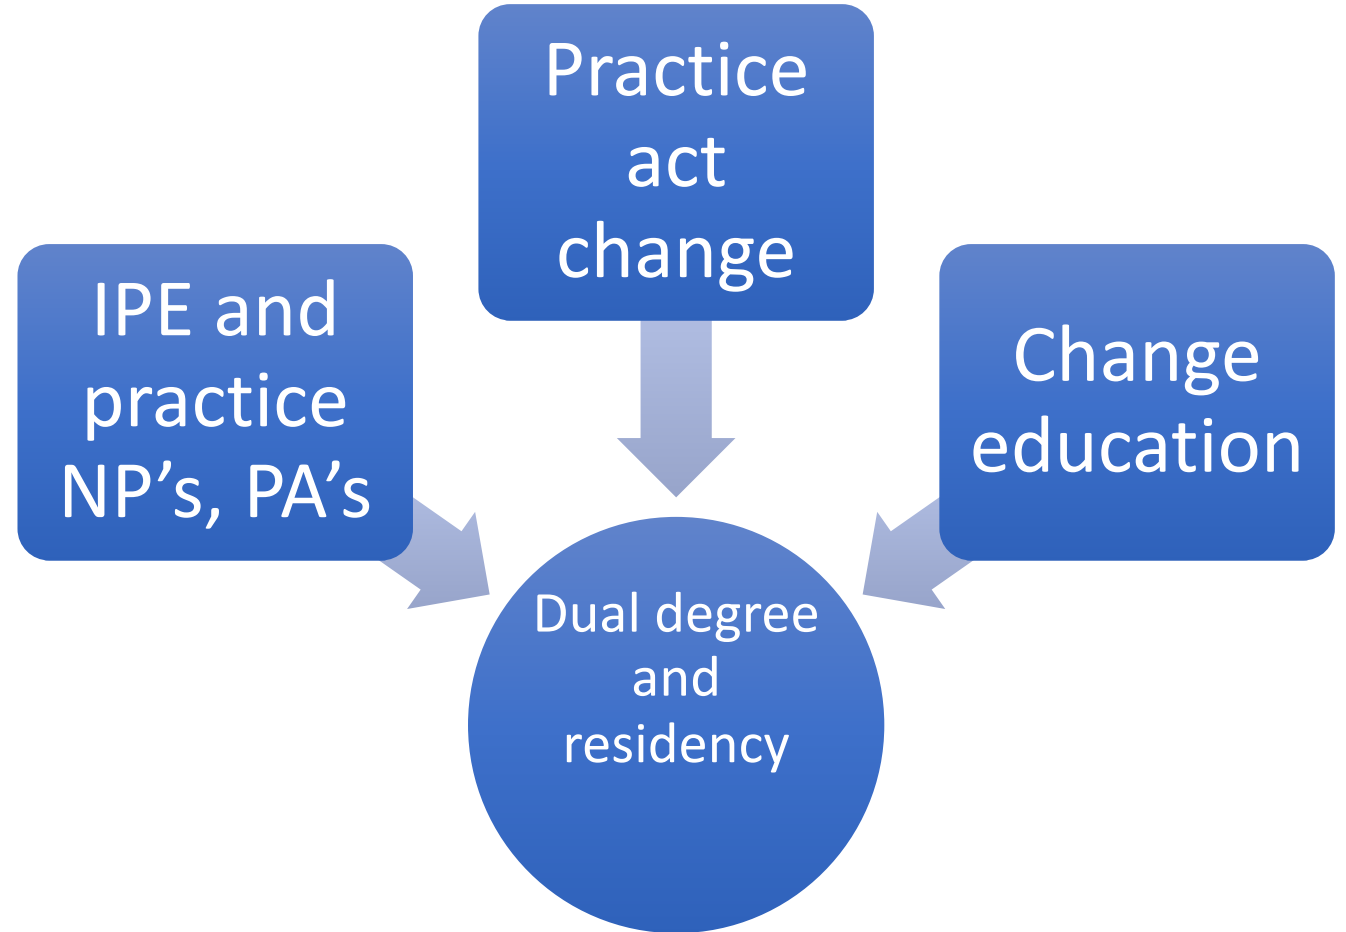 Practice
act
change
IPE and
practice
NP’s, PA’s
Change
education
Dual degree
and
residency